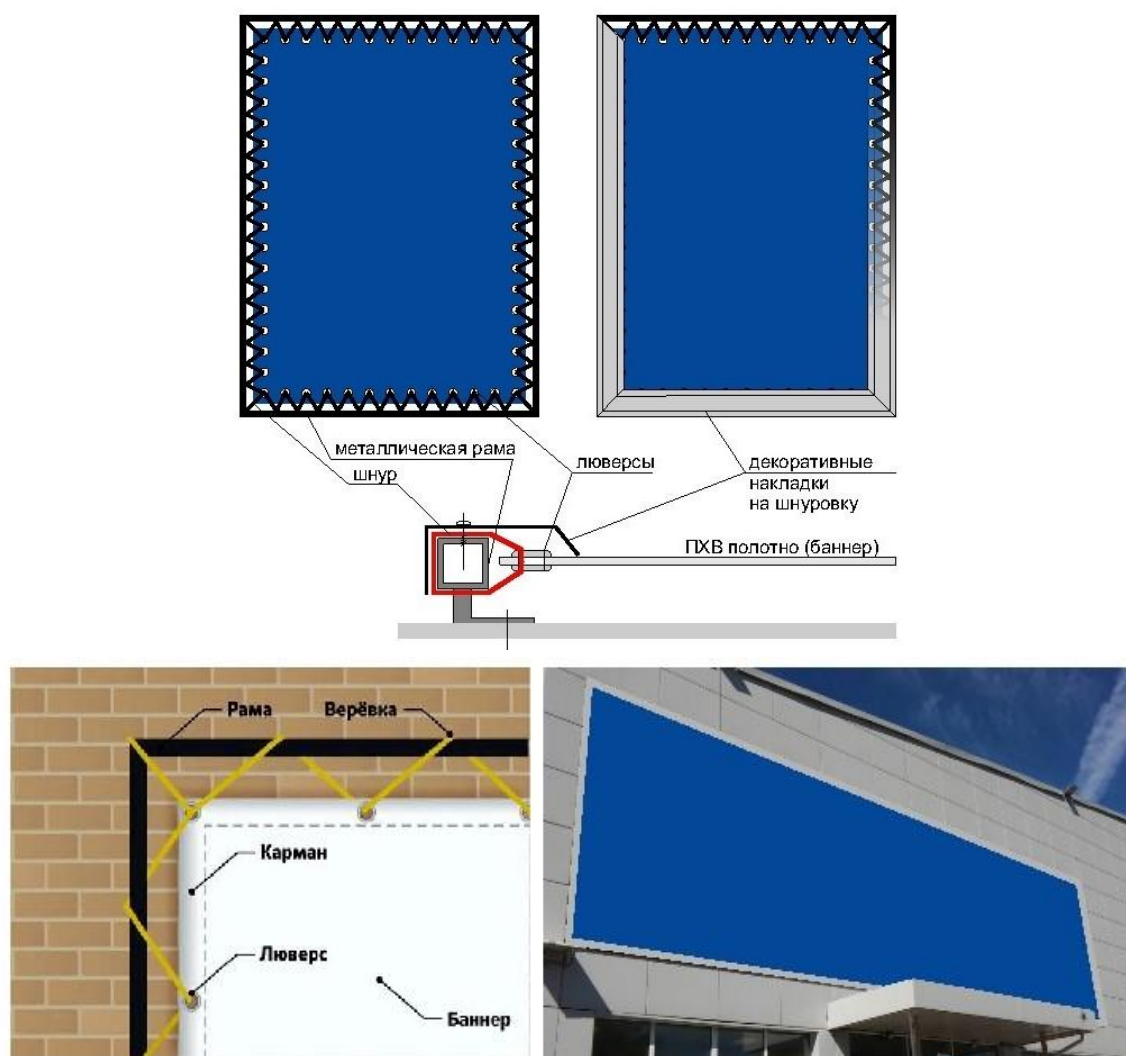 металлическая рама
шнур
люверсы
декоративные
накладки
на шнуровку
ПХВ полотно (баннер)
Рама
Верёвка
Карман
Люверс
Баннер